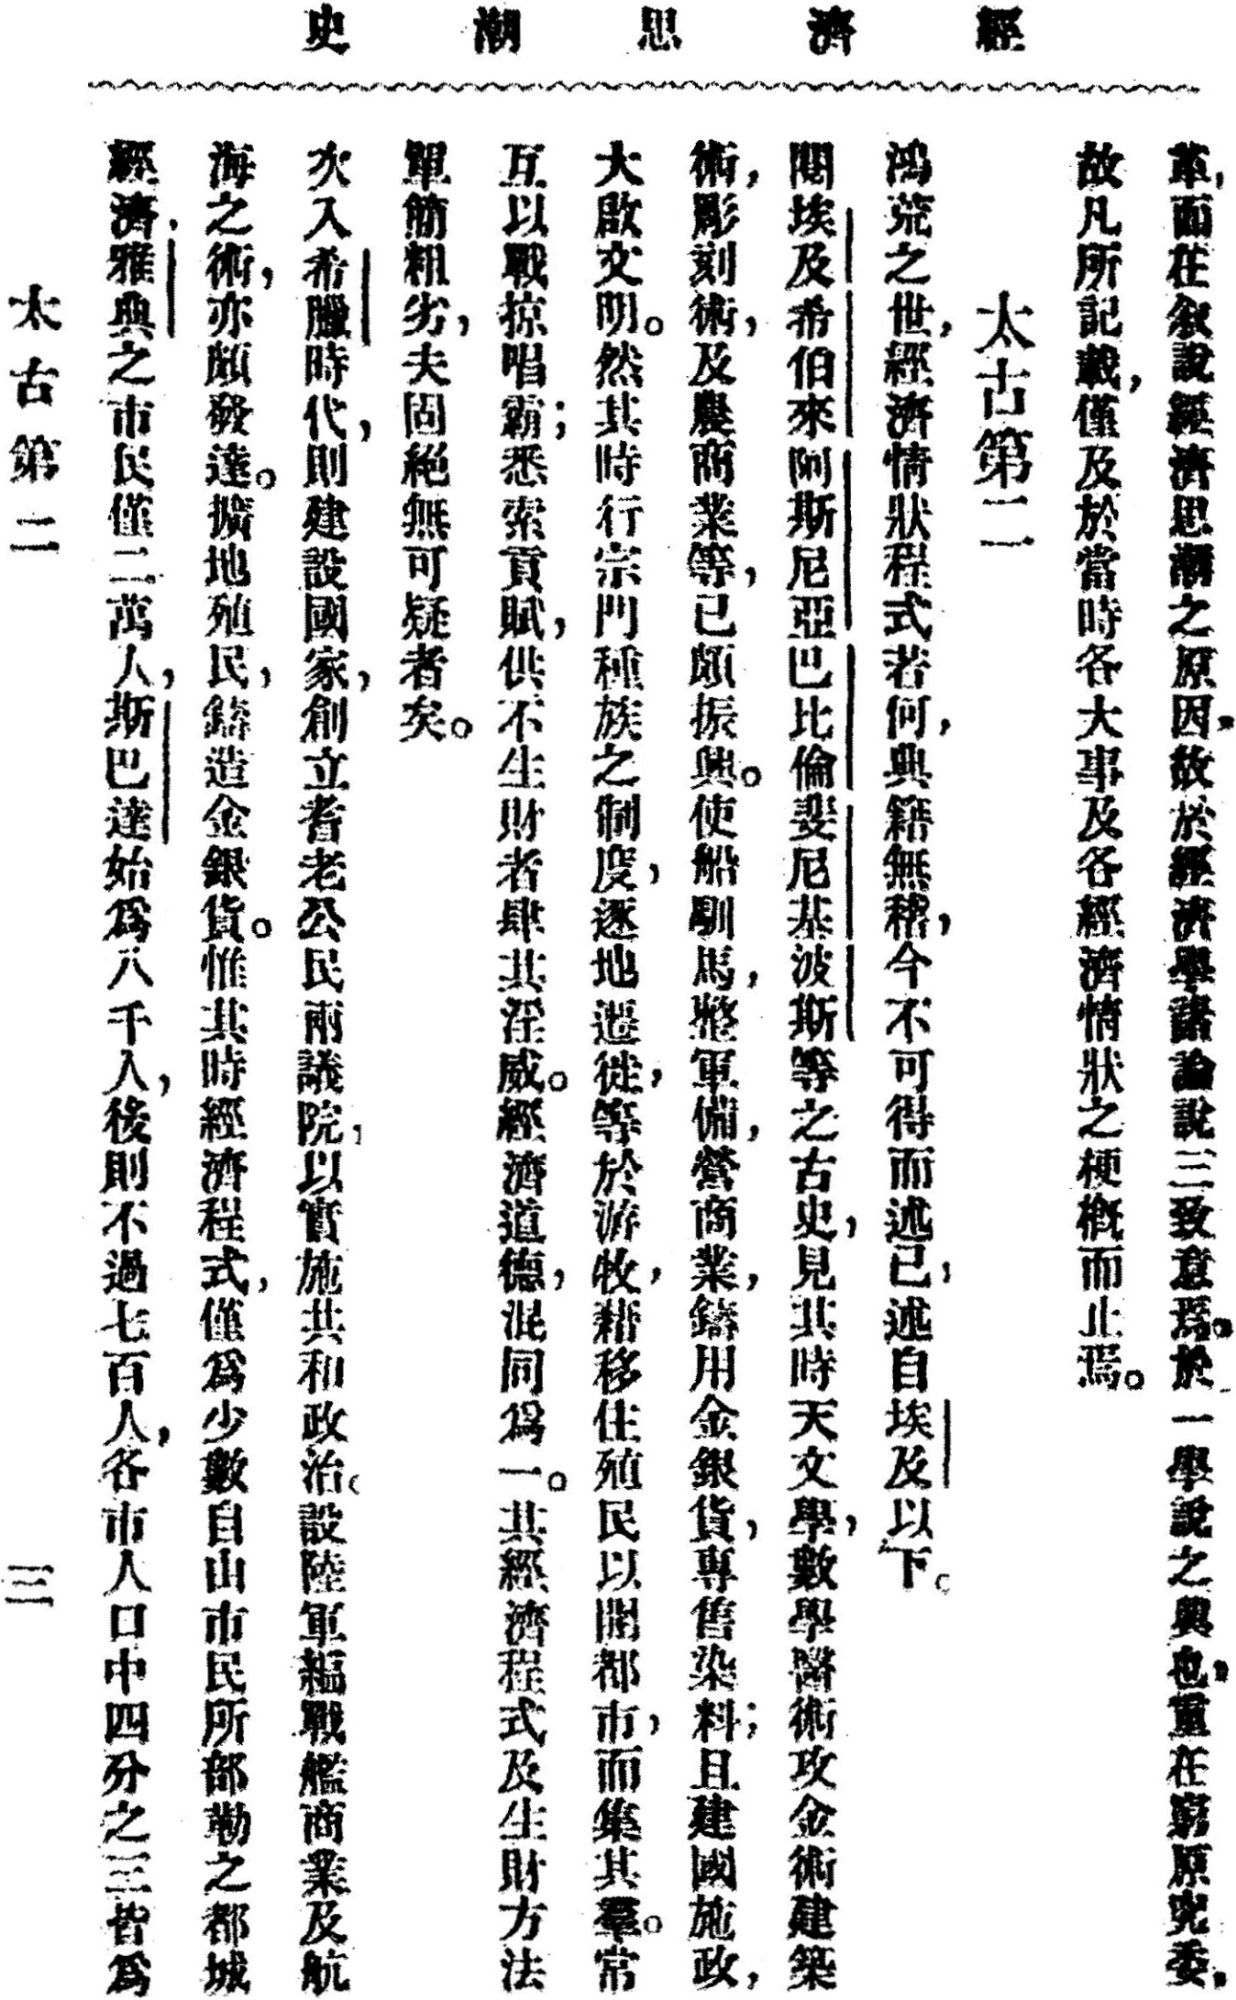 經濟思潮史
革，而在敘說經濟思潮之原因，故於經濟學諸論說三致意焉。於一學說之興也，重在窮原究委，
故凡所記載，僅及於當時各大事及各經濟情狀之梗槪而止焉。
太古第二
鴻荒之世，經濟情狀程式若何，典籍無稽，今不可得而述已，述自埃及以下。
閱埃及希伯來阿斯尼亞巴比倫斐尼基波斯等之古史，見其時天文學，數學醫術攻金術建築
術，彫刻術，及農商業等，已頗振興。使船馴馬，整軍備，營商業，鑄用金銀貨，專售染料；且建國施政，
大啟文明。然其時行宗門種族之制度，逐地遷徙，等於游牧，藉移住殖民以開都市，而集其羣。常
互以戰掠唱霸；悉索貢賦，供不生財者肆其淫威。經濟道德，混同爲一。其經濟程式及生財方法
單簡粗劣，夫固絕無可疑者矣。
次入希臘時代，則建設國家，創立耆老公民兩議院，以實施共和政治。設陸軍編戰艦商業及航
海之術，亦頗發達。擴地殖民，鑄造金銀貨。惟其時經濟程式，僅爲少數自由市民所部勒之都城
經濟，雅典之市民僅二萬人，斯巴達始爲八千人，後則不過七百人，各市人口中四分之三皆爲
太古第二
三